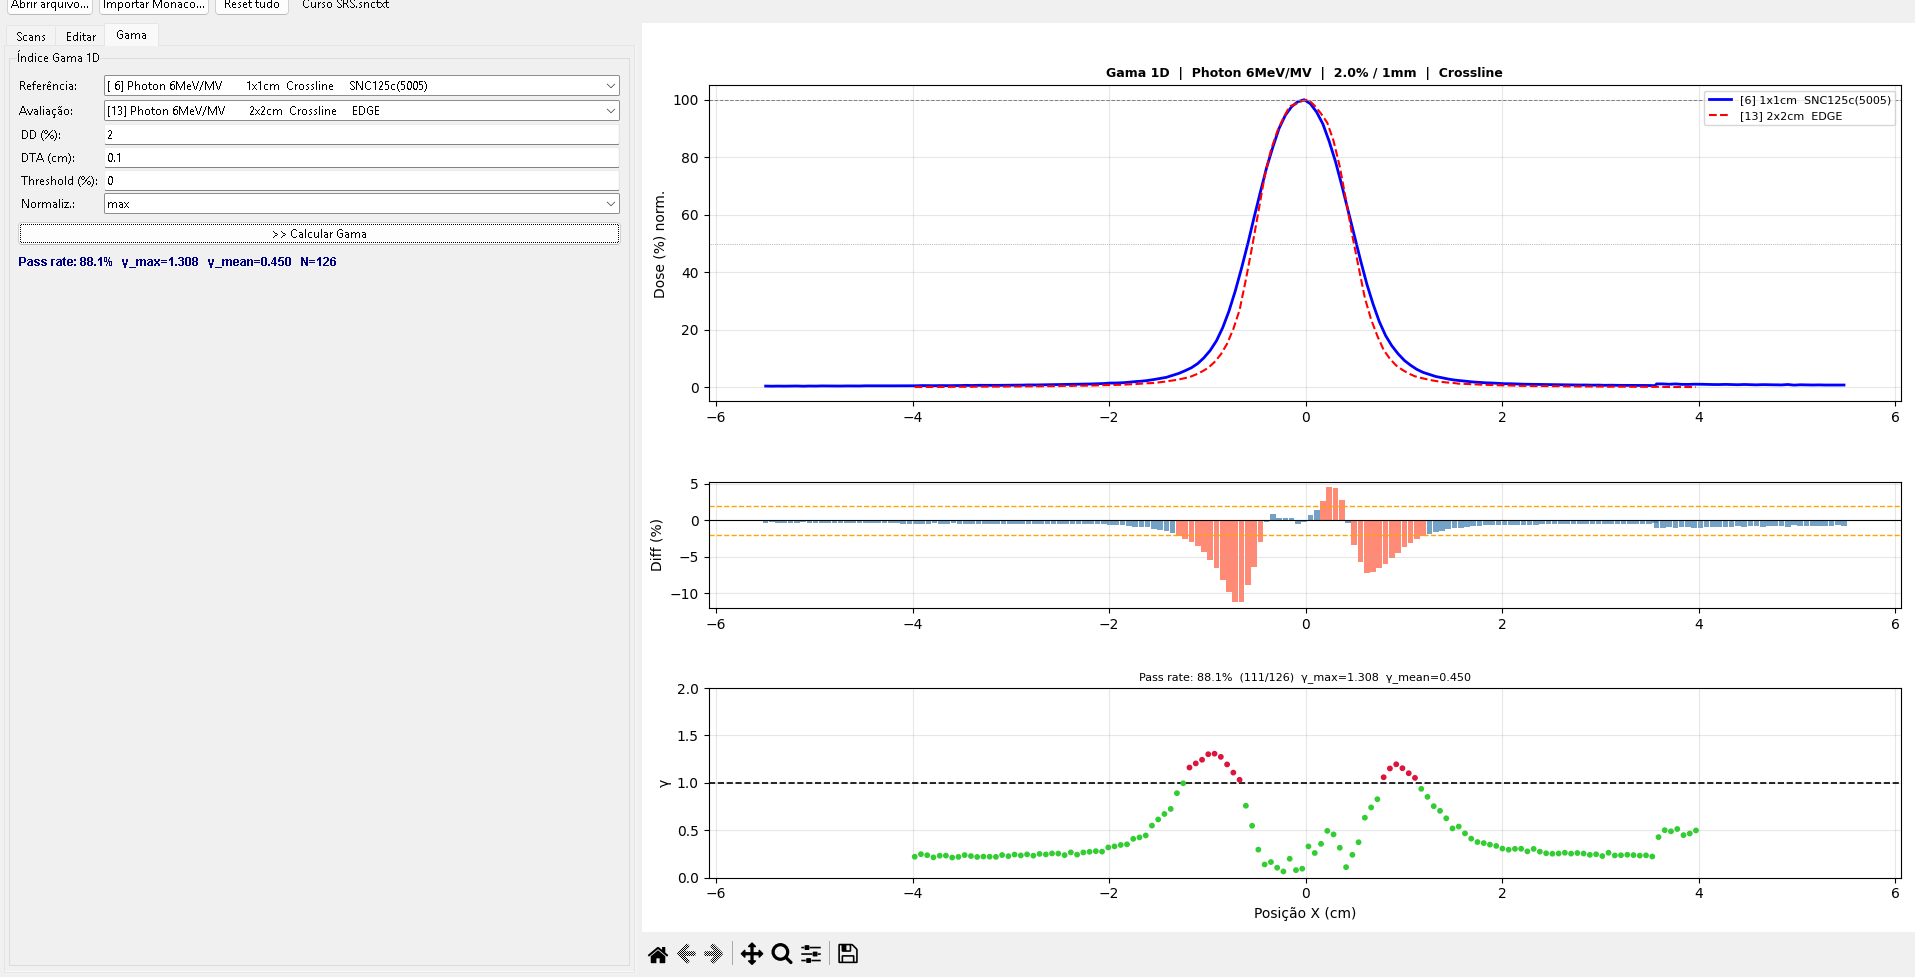 Abrir arquivo... Importar Monaco... Reset tudo Curso SRS.snctxt
Scans Editar Gama
Índice Gama 1D
Referência: [ 6] Photon 6MeV/MV 1x1cm Crossline SNC125c(5005)
Avaliação: [13] Photon 6MeV/MV 2x2cm Crossline EDGE
DD (%): 2
DTA (cm): 0.1
Threshold (%): 0
Normaliz.: max
>> Calcular Gama
Pass rate: 88.1% γ_max=1.308 γ_mean=0.450 N=126
Gama 1D | Photon 6MeV/MV | 2.0% / 1mm | Crossline
[6] 1x1cm SNC125c(5005)
[13] 2x2cm EDGE
Dose (%) norm.
100
80
60
40
20
0
−6 −4 −2 0 2 4 6
Diff (%)
5
0
−5
−10
−6 −4 −2 0 2 4 6
Pass rate: 88.1% (111/126) γ_max=1.308 γ_mean=0.450
γ
2.0
1.5
1.0
0.5
0.0
−6 −4 −2 0 2 4 6
Posição X (cm)